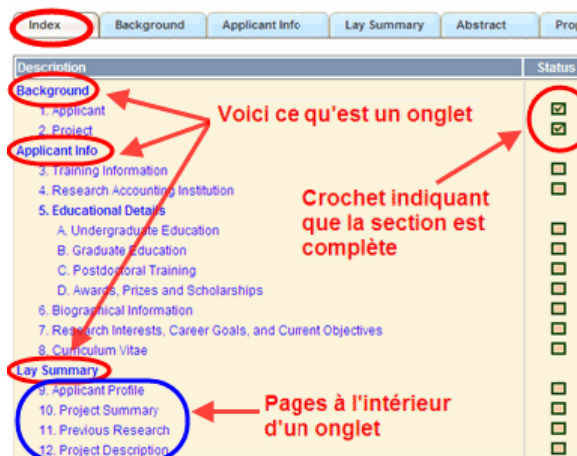 Index Background Applicant Info Lay Summary Abstract
Description Status
Background
1. Applicant
2. Project
Voici ce qu'est un onglet
Applicant Info
3. Training Information
4. Research Accounting Institution
5. Educational Details
A. Undergraduate Education
B. Graduate Education
C. Postdoctoral Training
D. Awards, Prizes and Scholarships
Crochet indiquant
que la section est
complète
6. Biographical Information
7. Research Interests, Career Goals, and Current Objectives
8. Curriculum Vitae
Lay Summary
9. Applicant Profile
10. Project Summary
11. Previous Research
12. Project Description
Pages à l'intérieur
d'un onglet